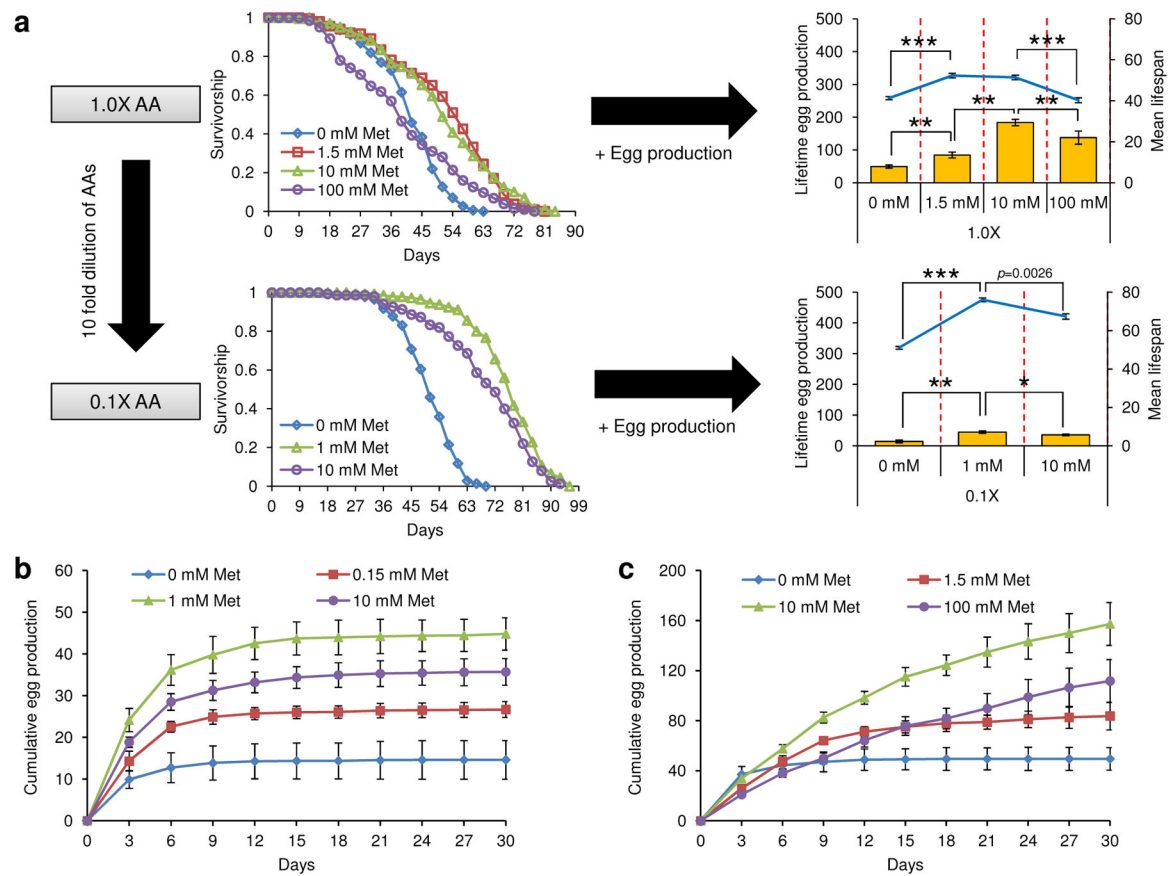 a
1.0X AA
10 fold dilution of AAs
0.1X AA
Survivorship
1
0.8
0.6
0.4
0.2
0
0 mM Met
1.5 mM Met
10 mM Met
100 mM Met
0 9 18 27 36 45 54 63 72 81 90
Days
+ Egg production
Lifetime egg production
500
400
300
200
100
0
*** ***
** ** **
80
60
40
20
0
Mean lifespan
0 mM 1.5 mM 10 mM 100 mM
1.0X
Survivorship
1
0.8
0.6
0.4
0.2
0
0 mM Met
1 mM Met
10 mM Met
0 9 18 27 36 45 54 63 72 81 90 99
Days
+ Egg production
Lifetime egg production
500
400
300
200
100
0
*** p=0.0026
** *
80
60
40
20
0
Mean lifespan
0 mM 1 mM 10 mM
0.1X
b
Cumulative egg production
60
50
40
30
20
10
0
0 mM Met 0.15 mM Met
1 mM Met 10 mM Met
0 3 6 9 12 15 18 21 24 27 30
Days
c
Cumulative egg production
200
160
120
80
40
0
0 mM Met 1.5 mM Met
10 mM Met 100 mM Met
0 3 6 9 12 15 18 21 24 27 30
Days